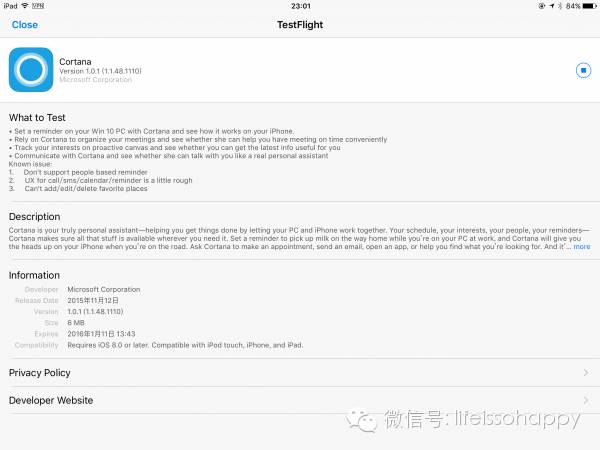 iPad VPN 23:01 84%
Close TestFlight
Cortana
Version 1.0.1 (1.1.48.1110)
Microsoft Corporation
What to Test
• Set a reminder on your Win 10 PC with Cortana and see how it works on your iPhone.
• Rely on Cortana to organize your meetings and see whether she can help you have meeting on time conveniently
• Track your interests on proactive canvas and see whether you can get the latest info useful for you
• Communicate with Cortana and see whether she can talk with you like a real personal assistant
Known issue:
1. Don't support people based reminder
2. UX for call/sms/calendar/reminder is a little rough
3. Can't add/edit/delete favorite places
Description
Cortana is your truly personal assistant—helping you get things done by letting your PC and iPhone work together. Your schedule, your interests, your people, your reminders—
Cortana makes sure all that stuff is available wherever you need it. Set a reminder to pick up milk on the way home while you're on your PC at work, and Cortana will give you
the heads up on your iPhone when you're on the road. Ask Cortana to make an appointment, send an email, open an app, or help you find what you're looking for. And it'... more
Information
Developer Microsoft Corporation
Release Date 2015年11月12日
Version 1.0.1 (1.1.48.1110)
Size 6 MB
Expires 2016年1月11日 13:43
Compatibility Requires iOS 8.0 or later. Compatible with iPod touch, iPhone, and iPad.
Privacy Policy
Developer Website
微信号: lifeissohappy